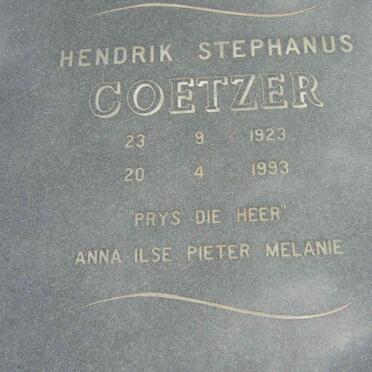 HENDRIK STEPHANUS
COETZER
23 9 1923
20 4 1993
"PRYS DIE HEER"
ANNA ILSE PIETER MELANIE